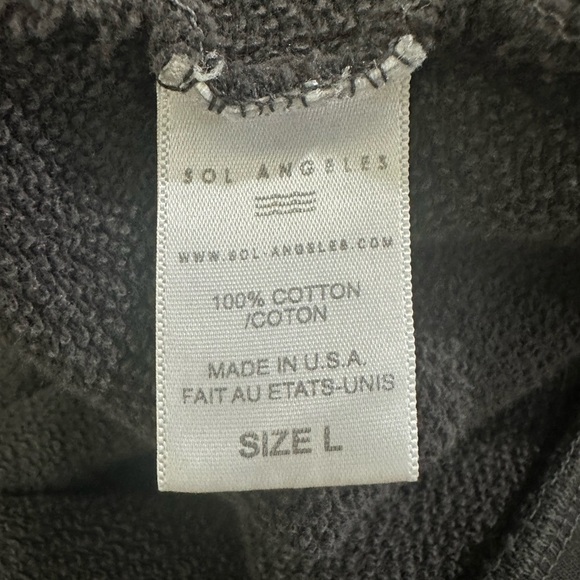 SOL ANGELES
WWW.SOL-ANGELES.COM
100% COTTON
/COTON
MADE IN U.S.A.
FAIT AU ETATS-UNIS
SIZE L